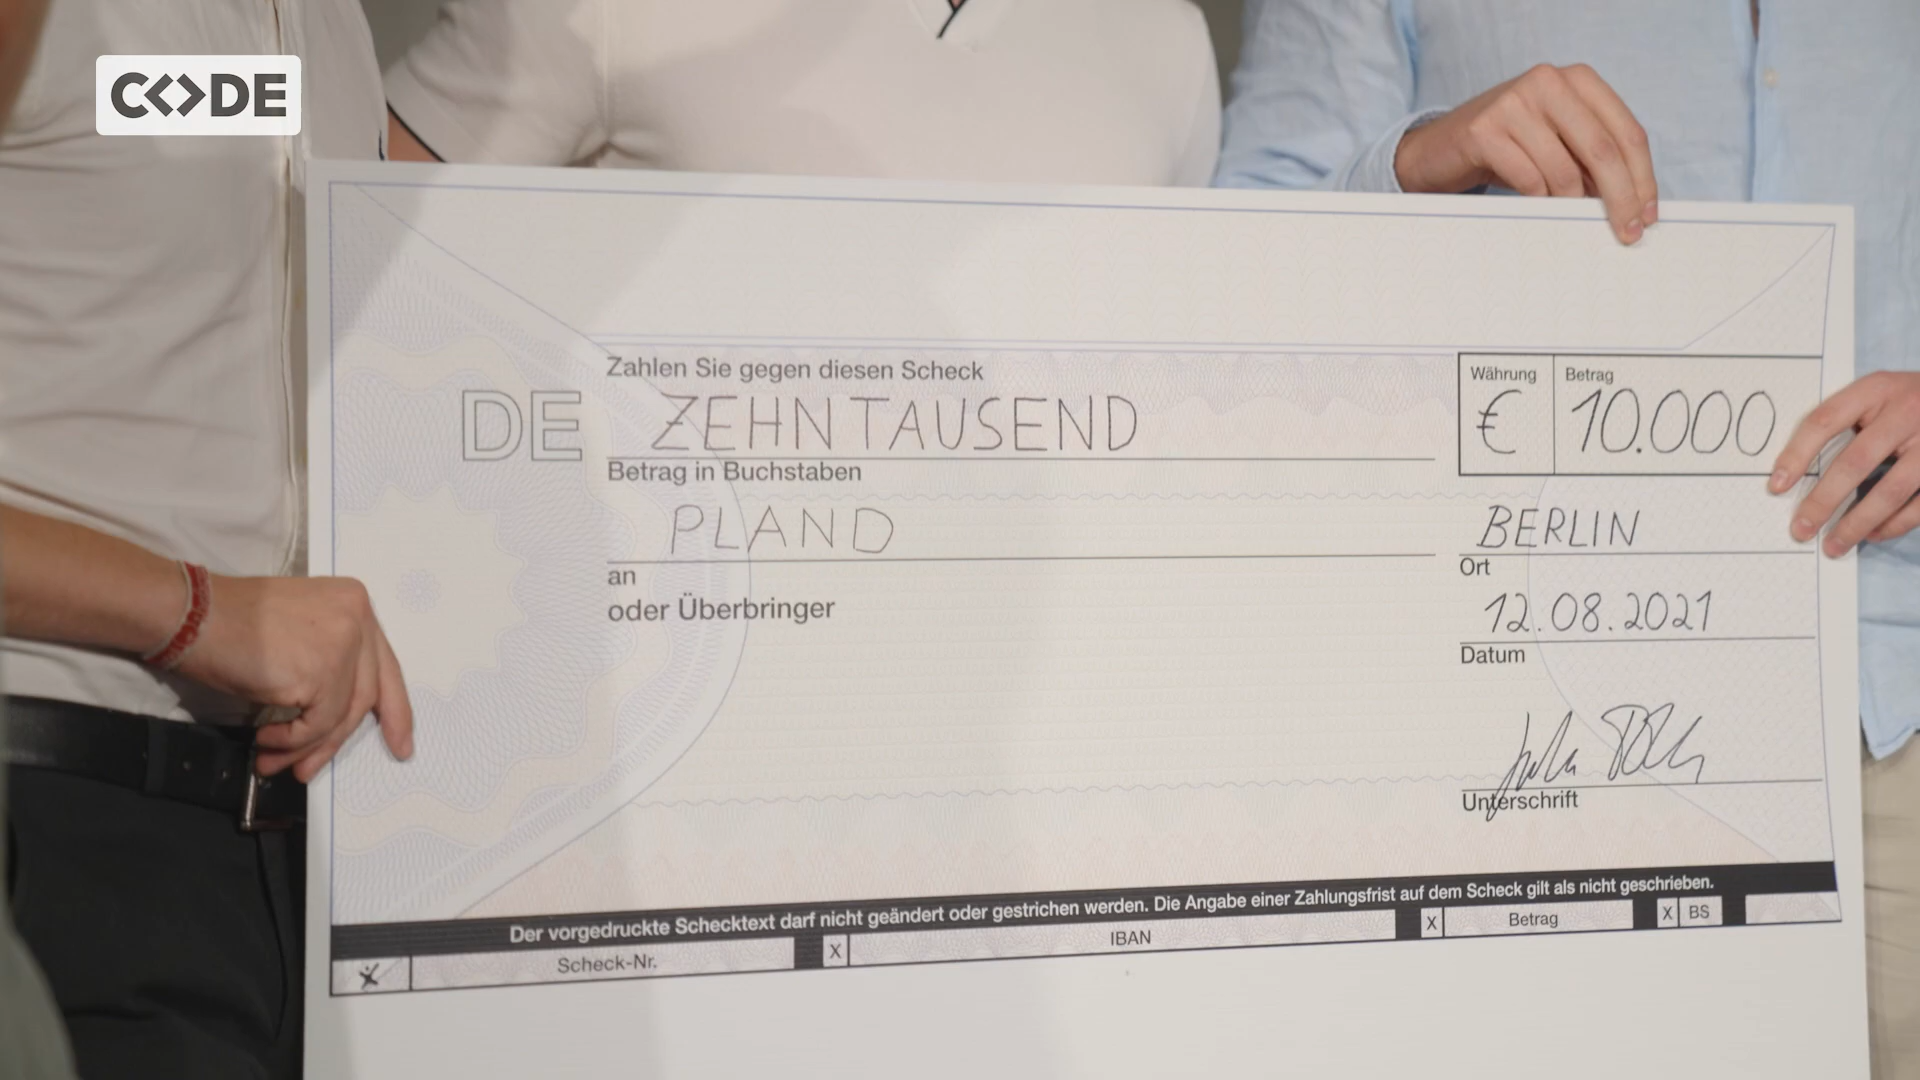 C<>DE
Zahlen Sie gegen diesen Scheck
DE ZEHNTAUSEND
Betrag in Buchstaben
Währung Betrag
€ 10.000
PLAND
an
oder Überbringer
BERLIN
Ort
12.08.2021
Datum
Unterschrift
Der vorgedruckte Schecktext darf nicht geändert oder gestrichen werden. Die Angabe einer Zahlungsfrist auf dem Scheck gilt als nicht geschrieben.
X Scheck-Nr. X IBAN X Betrag X BS